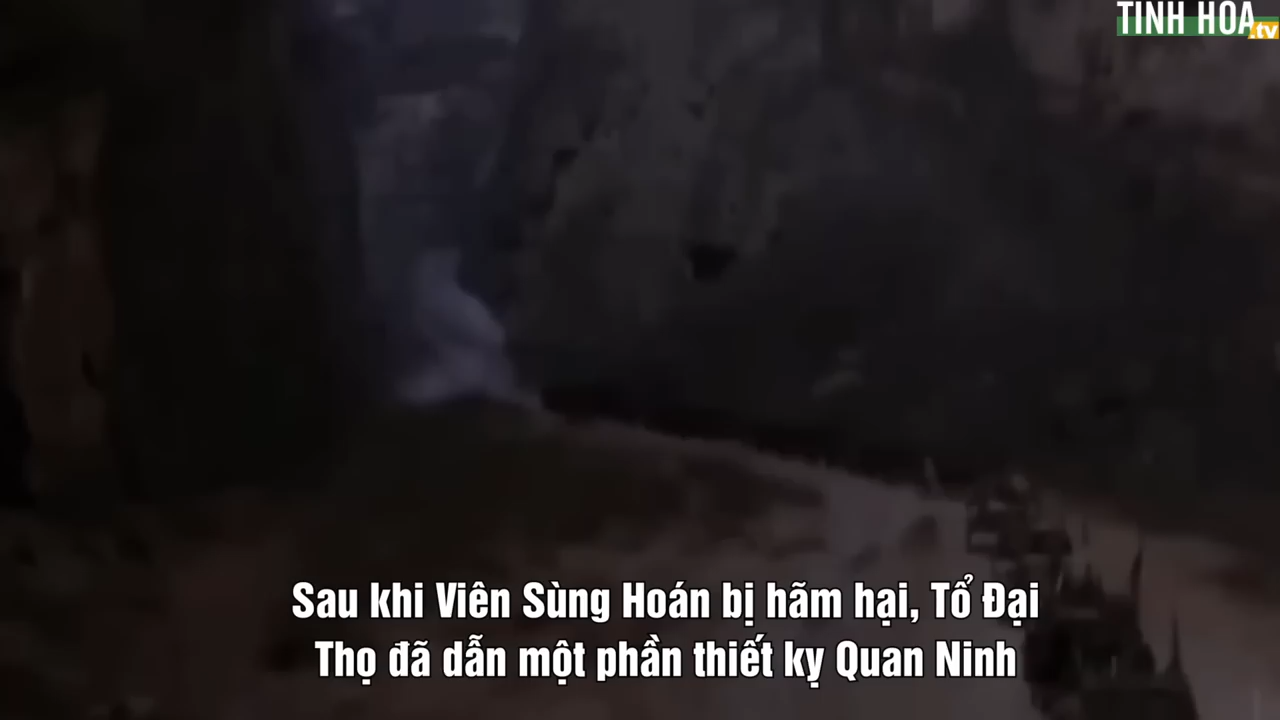 TINH HOA
.tv
Sau khi Viên Sùng Hoán bị hãm hại, Tổ Đại
Thọ đã dẫn một phần thiết kỵ Quan Ninh